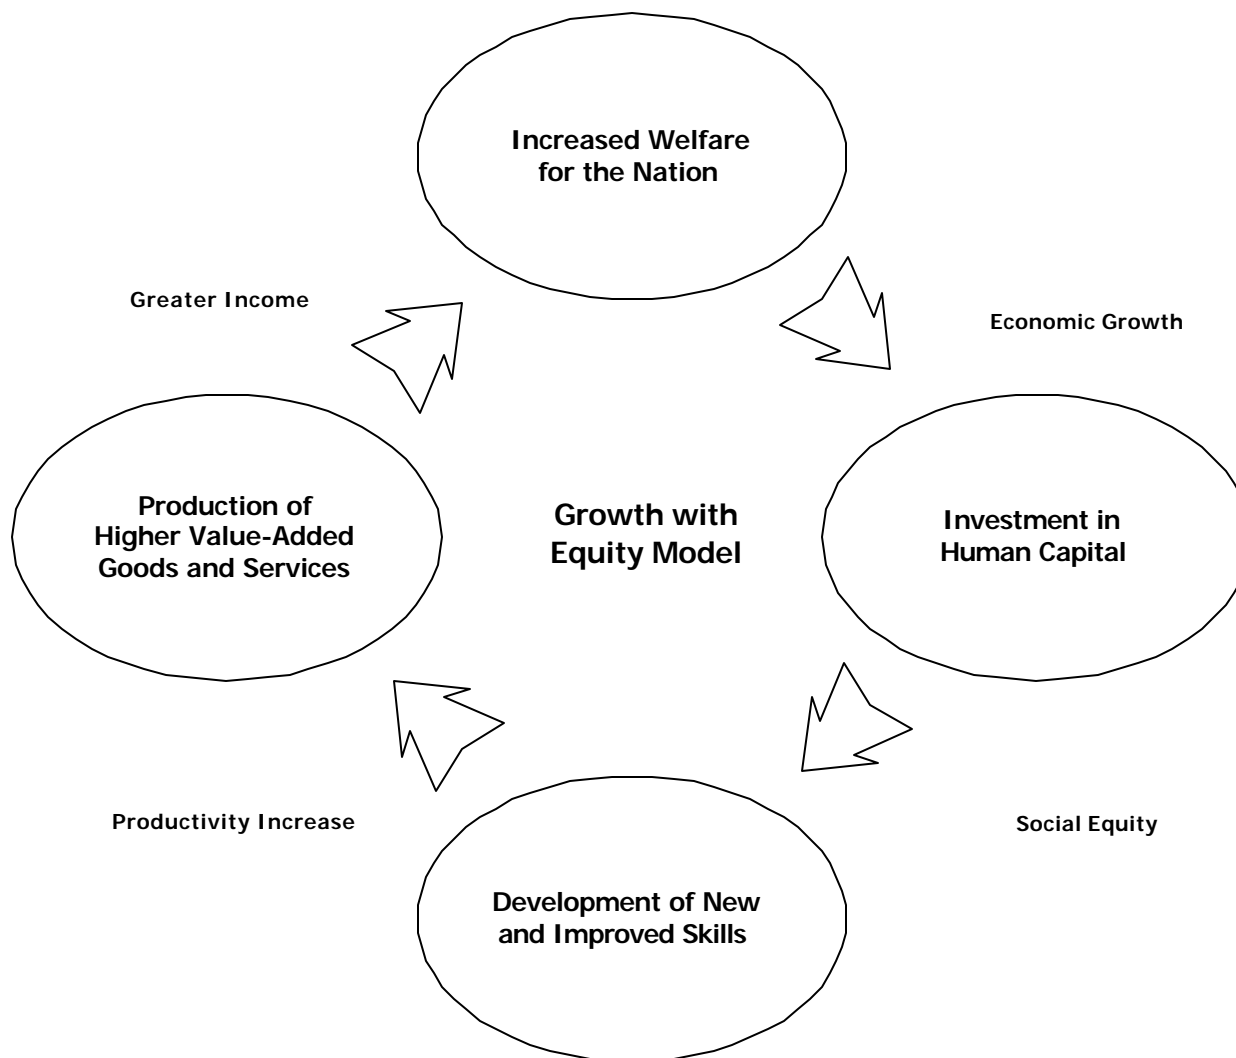 Increased Welfare
for the Nation
Greater Income
Economic Growth
Production of
Higher Value-Added
Goods and Services
Growth with
Equity Model
Investment in
Human Capital
Productivity Increase
Social Equity
Development of New
and Improved Skills